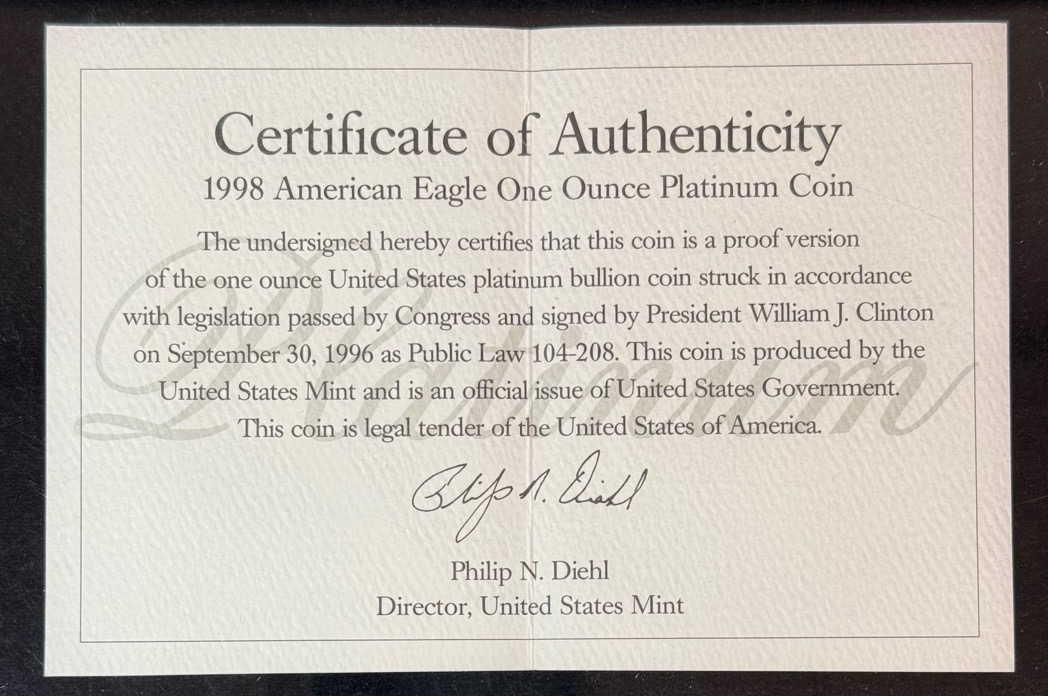 Certificate of Authenticity
1998 American Eagle One Ounce Platinum Coin
The undersigned hereby certifies that this coin is a proof version
of the one ounce United States platinum bullion coin struck in accordance
with legislation passed by Congress and signed by President William J. Clinton
on September 30, 1996 as Public Law 104-208. This coin is produced by the
United States Mint and is an official issue of United States Government.
This coin is legal tender of the United States of America.
Platinum
Philip N. Diehl
Philip N. Diehl
Director, United States Mint